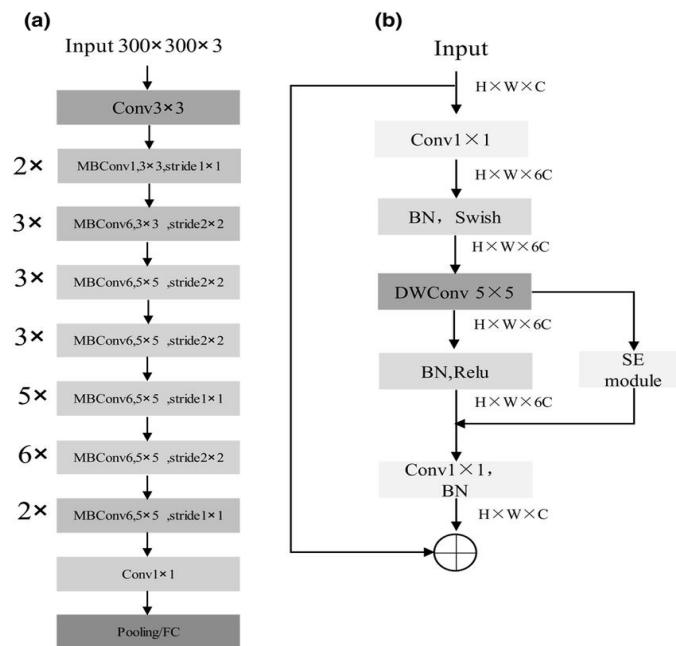 (a)
Input 300×300×3
Conv3×3
2×
MBConv1,3×3,stride1×1
3×
MBConv6,3×3 ,stride2×2
3×
MBConv6,5×5 ,stride2×2
3×
MBConv6,5×5 ,stride2×2
5×
MBConv6,5×5 ,stride1×1
6×
MBConv6,5×5 ,stride2×2
2×
MBConv6,5×5 ,stride1×1
Conv1×1
Pooling/FC
(b)
Input
H×W×C
Conv1×1
H×W×6C
BN，Swish
H×W×6C
DWConv 5×5
H×W×6C
BN,Relu
SE
module
H×W×6C
Conv1×1，
BN
H×W×C